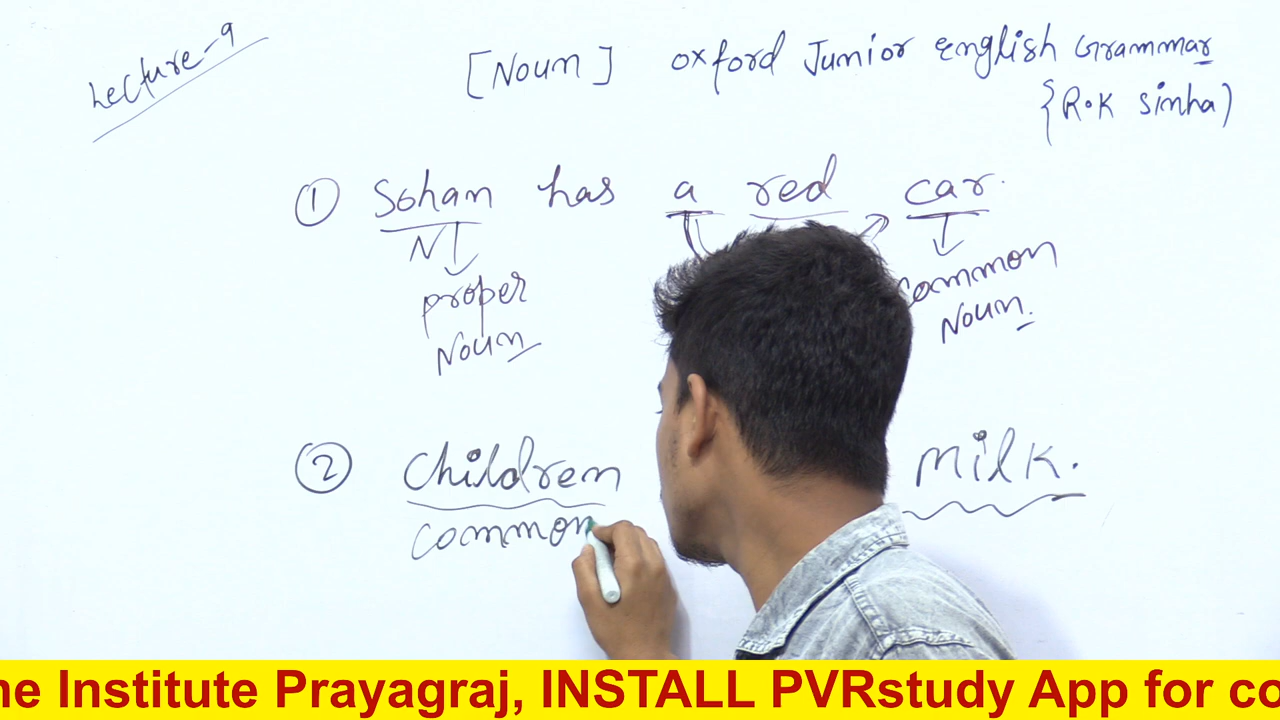 Lecture-9
[Noun] Oxford Junior English Grammar
{R.K Sinha)
① Sohan has a red car.
N
proper
Noun
common
Noun.
② Children milk.
common
ne Institute Prayagraj, INSTALL PVRstudy App for co